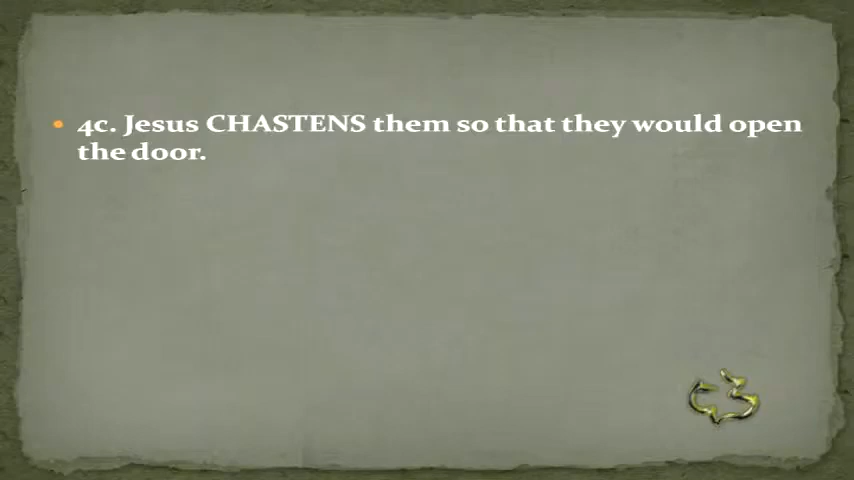 • 4c. Jesus CHASTENS them so that they would open
the door.